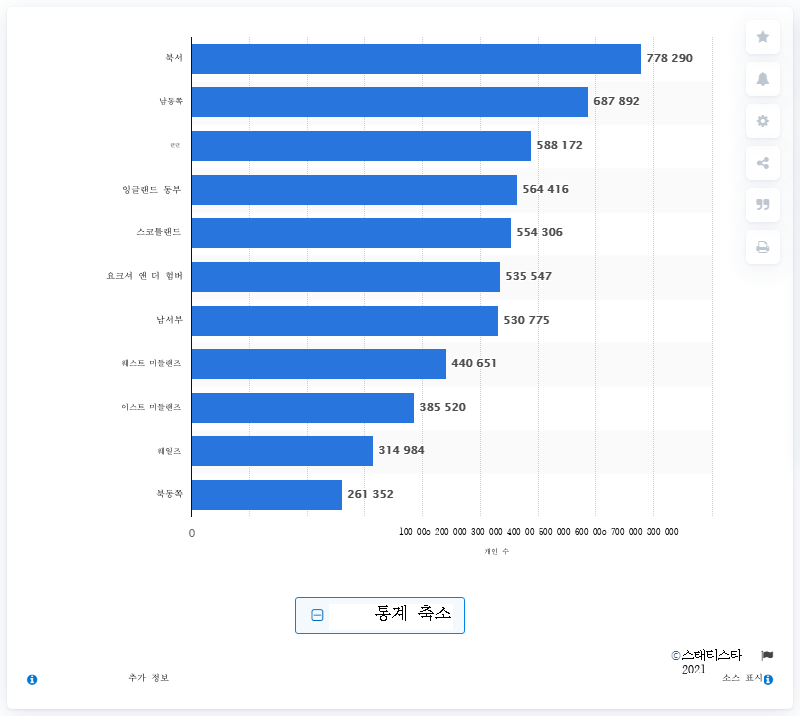 북서
778 290
남동쪽
687 892
런던
588 172
잉글랜드 동부
564 416
스코틀랜드
554 306
요크셔 앤 더 험버
535 547
남서부
530 775
웨스트 미들랜즈
440 651
이스트 미들랜즈
385 520
웨일즈
314 984
북동쪽
261 352
0
100 00o 200 000 300 000 400 00 500 000 600 00o 700 000 800 000
개인 수
통계 축소
©스태티스타
2021
추가 정보
소스 표시